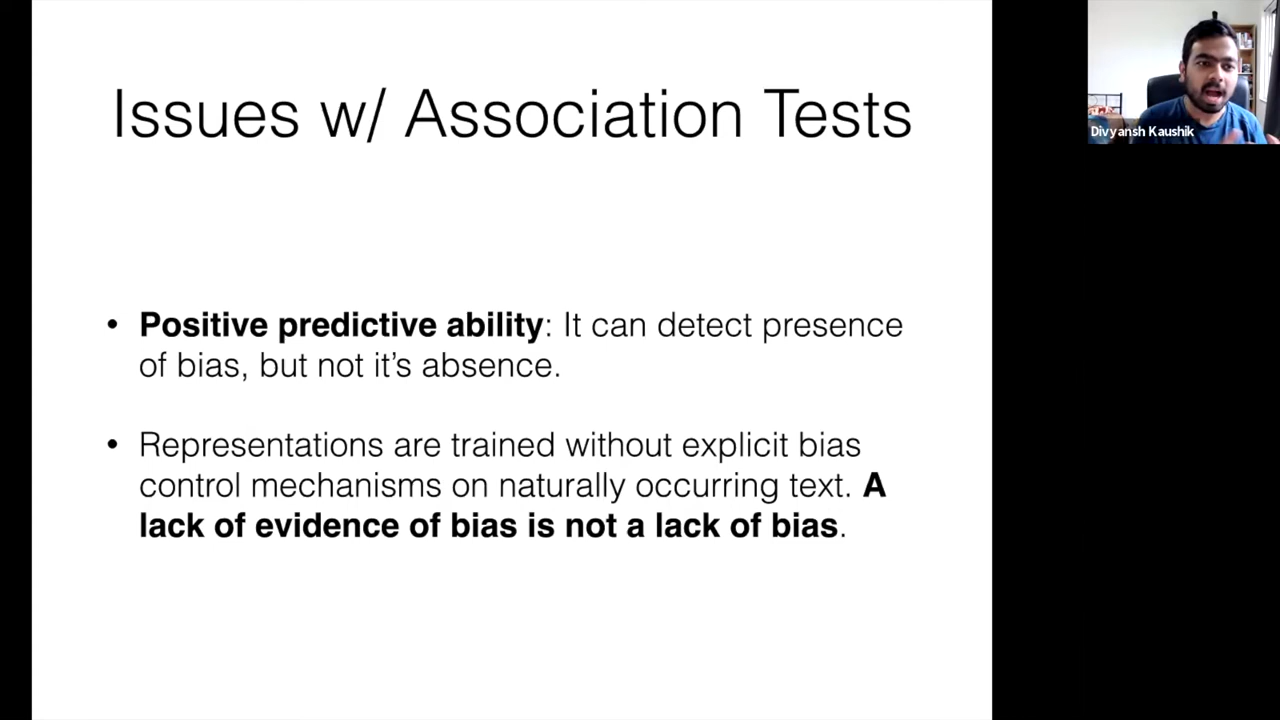 Issues w/ Association Tests
• Positive predictive ability: It can detect presence
of bias, but not it’s absence.
• Representations are trained without explicit bias
control mechanisms on naturally occurring text. A
lack of evidence of bias is not a lack of bias.
Divyansh Kaushik